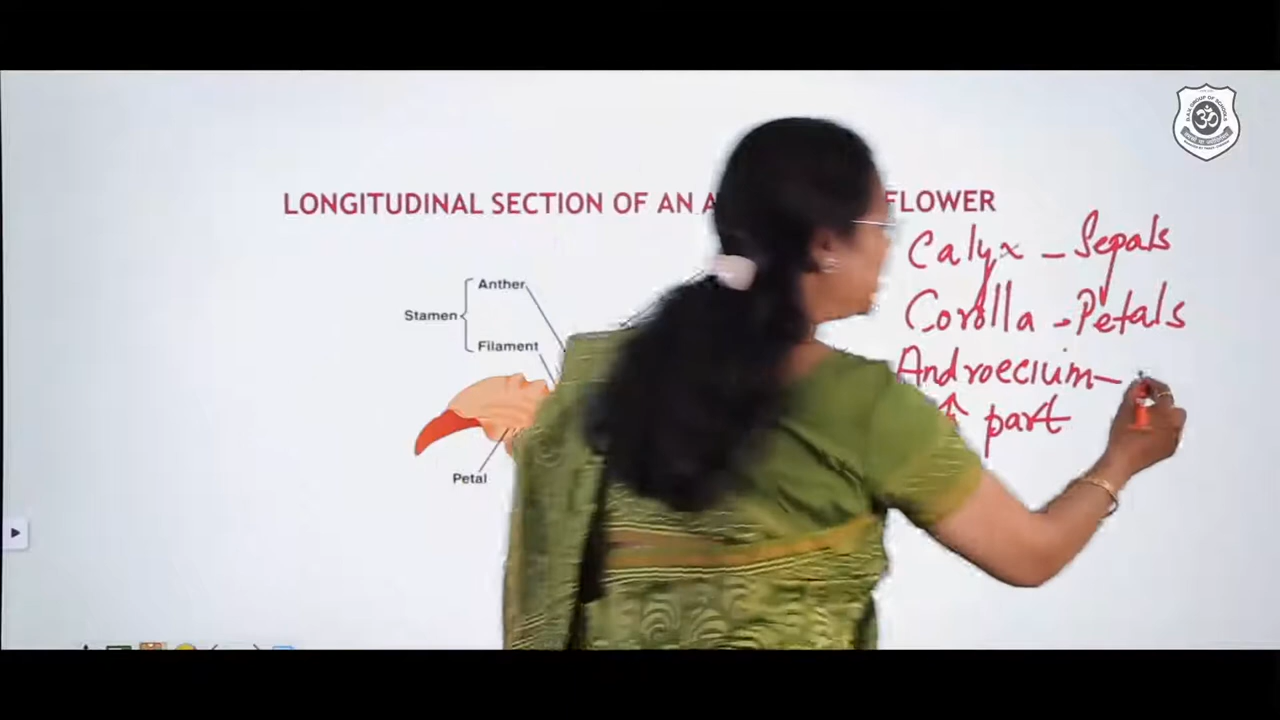 LONGITUDINAL SECTION OF AN A FLOWER
Calyx - Sepals
Corolla - Petals
Androecium -
part
Anther
Stamen
Filament
Petal